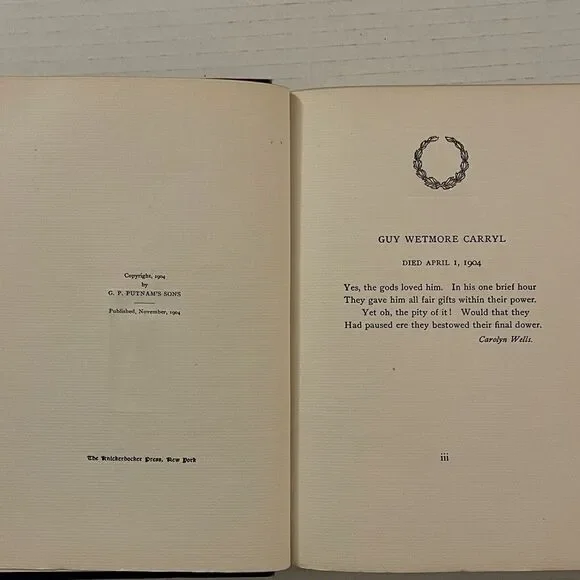 Copyright, 1904
by
G. P. PUTNAM'S SONS
Published, November, 1904
The Knickerbocker Press, New York
GUY WETMORE CARRYL
DIED APRIL 1, 1904
Yes, the gods loved him. In his one brief hour
They gave him all fair gifts within their power.
Yet oh, the pity of it! Would that they
Had paused ere they bestowed their final dower.
Carolyn Wells.
iii